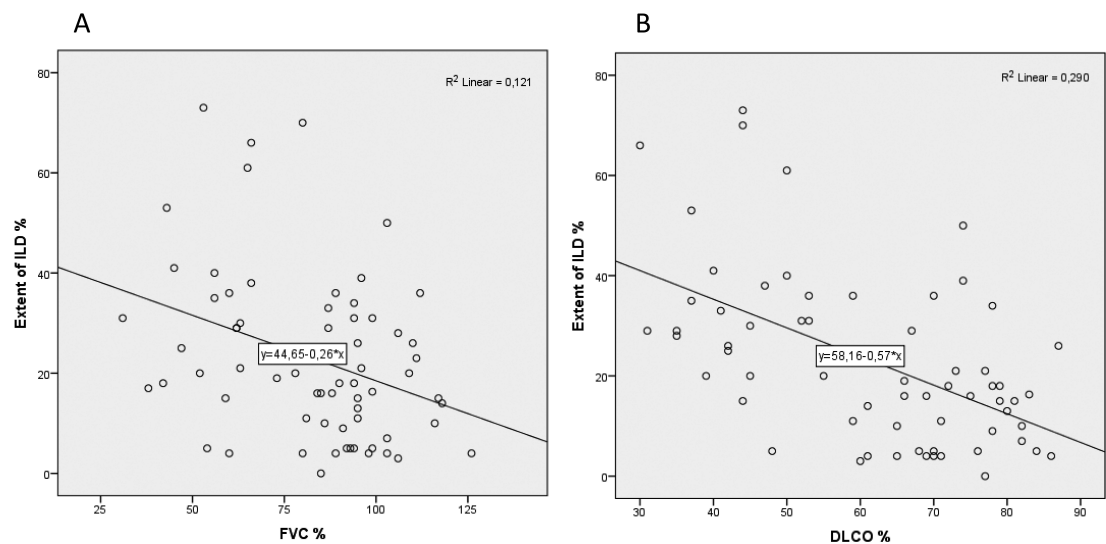 A
B
R² Linear = 0,121
80
60
40
20
0
Extent of ILD %
y=44,65-0,26*x
25
50
75
100
125
FVC %
R² Linear = 0,290
80
60
40
20
0
Extent of ILD %
y=58,16-0,57*x
30
40
50
60
70
80
90
DLCO %